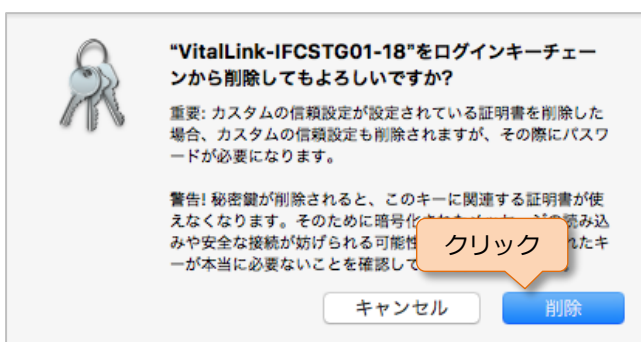 "VitalLink-IFCSTG01-18"をログインキーチェー
ンから削除してもよろしいですか?
重要: カスタムの信頼設定が設定されている証明書を削除した
場合、カスタムの信頼設定も削除されますが、その際にパスワ
ードが必要になります。
警告! 秘密鍵が削除されると、このキーに関連する証明書が使
えなくなります。そのために暗号化
読み込
みや安全な接続が妨げられる可能性
れたキ
ーが本当に必要ないことを確認して
クリック
キャンセル
削除